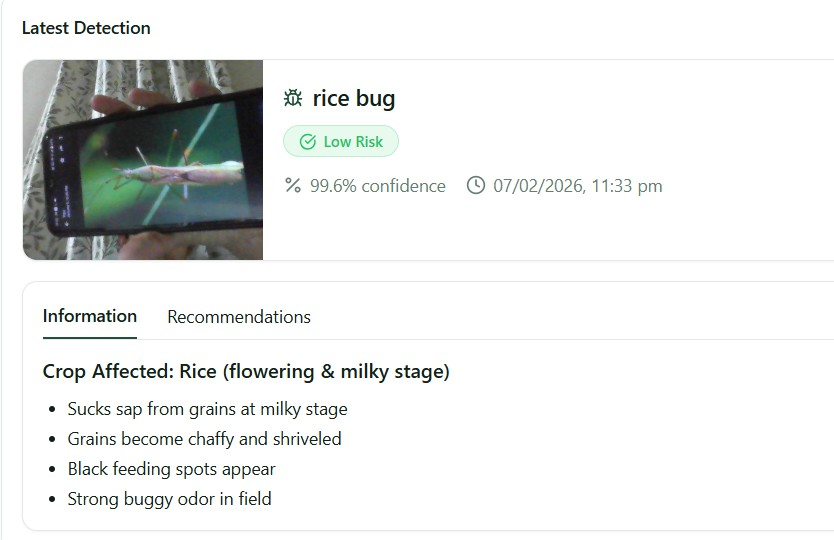 Latest Detection
rice bug
Low Risk
99.6% confidence 07/02/2026, 11:33 pm
Information Recommendations
Crop Affected: Rice (flowering & milky stage)
Sucks sap from grains at milky stage
Grains become chaffy and shriveled
Black feeding spots appear
Strong buggy odor in field